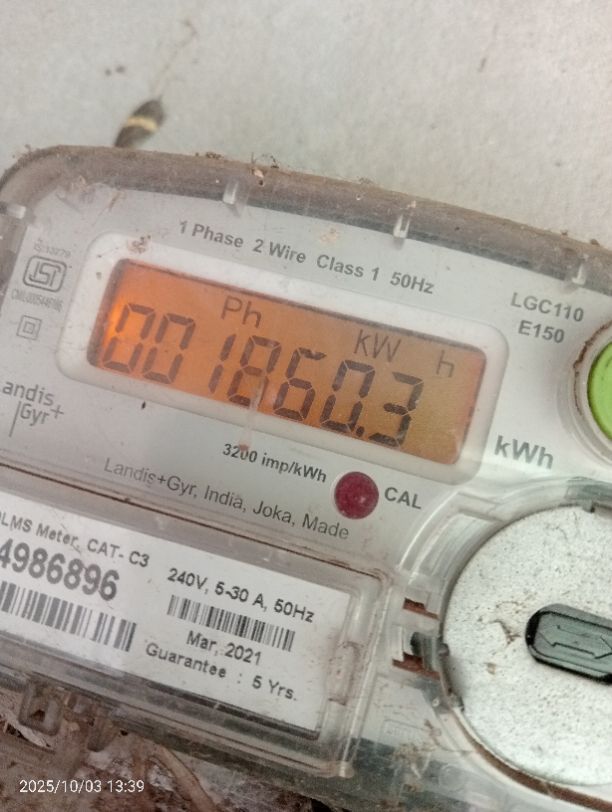 1 Phase 2 Wire Class 1 50Hz
LGC110
E150
Ph
kW h
001860.3
kWh
andis
Gyr+
3200 imp/kWh
CAL
Landis+Gyr, India, Joka, Made
DLMS Meter, CAT- C3
4986896
240V, 5-30 A, 50Hz
Mar, 2021
Guarantee : 5 Yrs.
2025/10/03 13:39